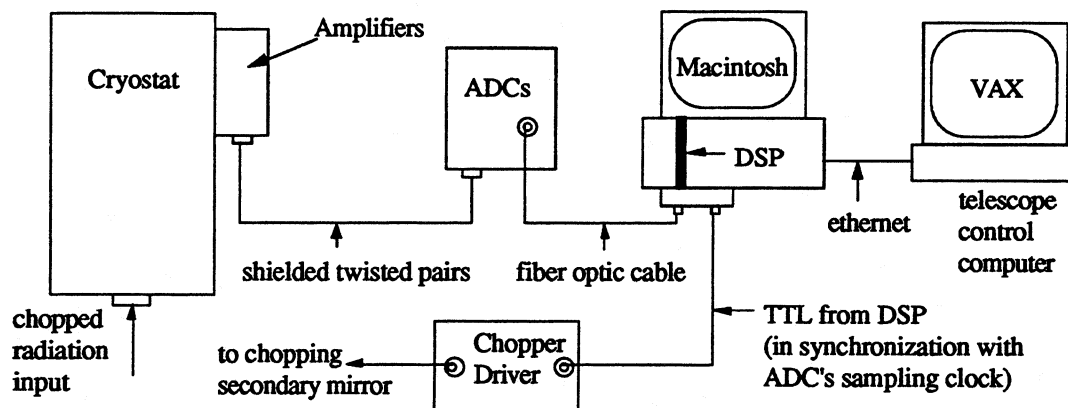 Amplifiers
Cryostat
ADCs
Macintosh
VAX
DSP
ethernet
telescope
control
computer
shielded twisted pairs
fiber optic cable
chopped
radiation
input
to chopping
secondary mirror
Chopper
Driver
TTL from DSP
(in synchronization with
ADC's sampling clock)